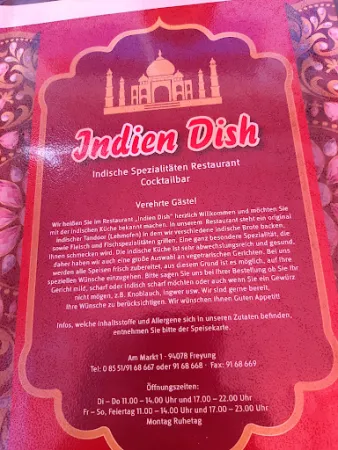 Indien Dish
Indische Spezialitäten Restaurant
Cocktailbar
Verehrte Gäste!
Wir heißen Sie im Restaurant „Indien Dish" herzlich Willkommen und möchten Sie
mit der indischen Küche bekannt machen. In unserem Restaurant steht ein original
indischer Tandoor (Lehmofen) in dem wir verschiedene indische Brote backen,
sowie Fleisch und Fischspezialitäten grillen. Eine ganz besondere Spezialität, die
Ihnen schmecken wird. Die indische Küche ist sehr abwechslungsreich und gesund,
daher haben wir auch eine große Auswahl an vegetarischen Gerichten. Bei uns
werden alle Speisen frisch zubereitet, aus diesem Grund ist es möglich, auf Ihre
speziellen Wünsche einzugehen. Bitte sagen Sie uns bei Ihrer Bestellung ob Sie Ihr
Gericht mild, scharf oder indisch scharf möchten oder auch wenn Sie ein Gewürz
nicht mögen, z.B. Knoblauch, ingwer usw. Wir sind gerne bereit,
Ihre Wünsche zu berücksichtigen. Wir wünschen Ihnen Guten Appetit!
Infos, welche Inhaltsstoffe und Allergene sich in unseren Zutaten befinden,
entnehmen Sie bitte der Speisekarte.
Am Markt 1 - 94078 Freyung
Tel: 0 85 51/91 68 667 oder 91 68 668 · Fax: 91 68 669
Öffnungszeiten:
Di – Do 11.00 – 14.00 Uhr und 17.00 – 22.00 Uhr
Fr – So, Feiertag 11.00 – 14.00 Uhr und 17.00 – 23.00 Uhr
Montag Ruhetag